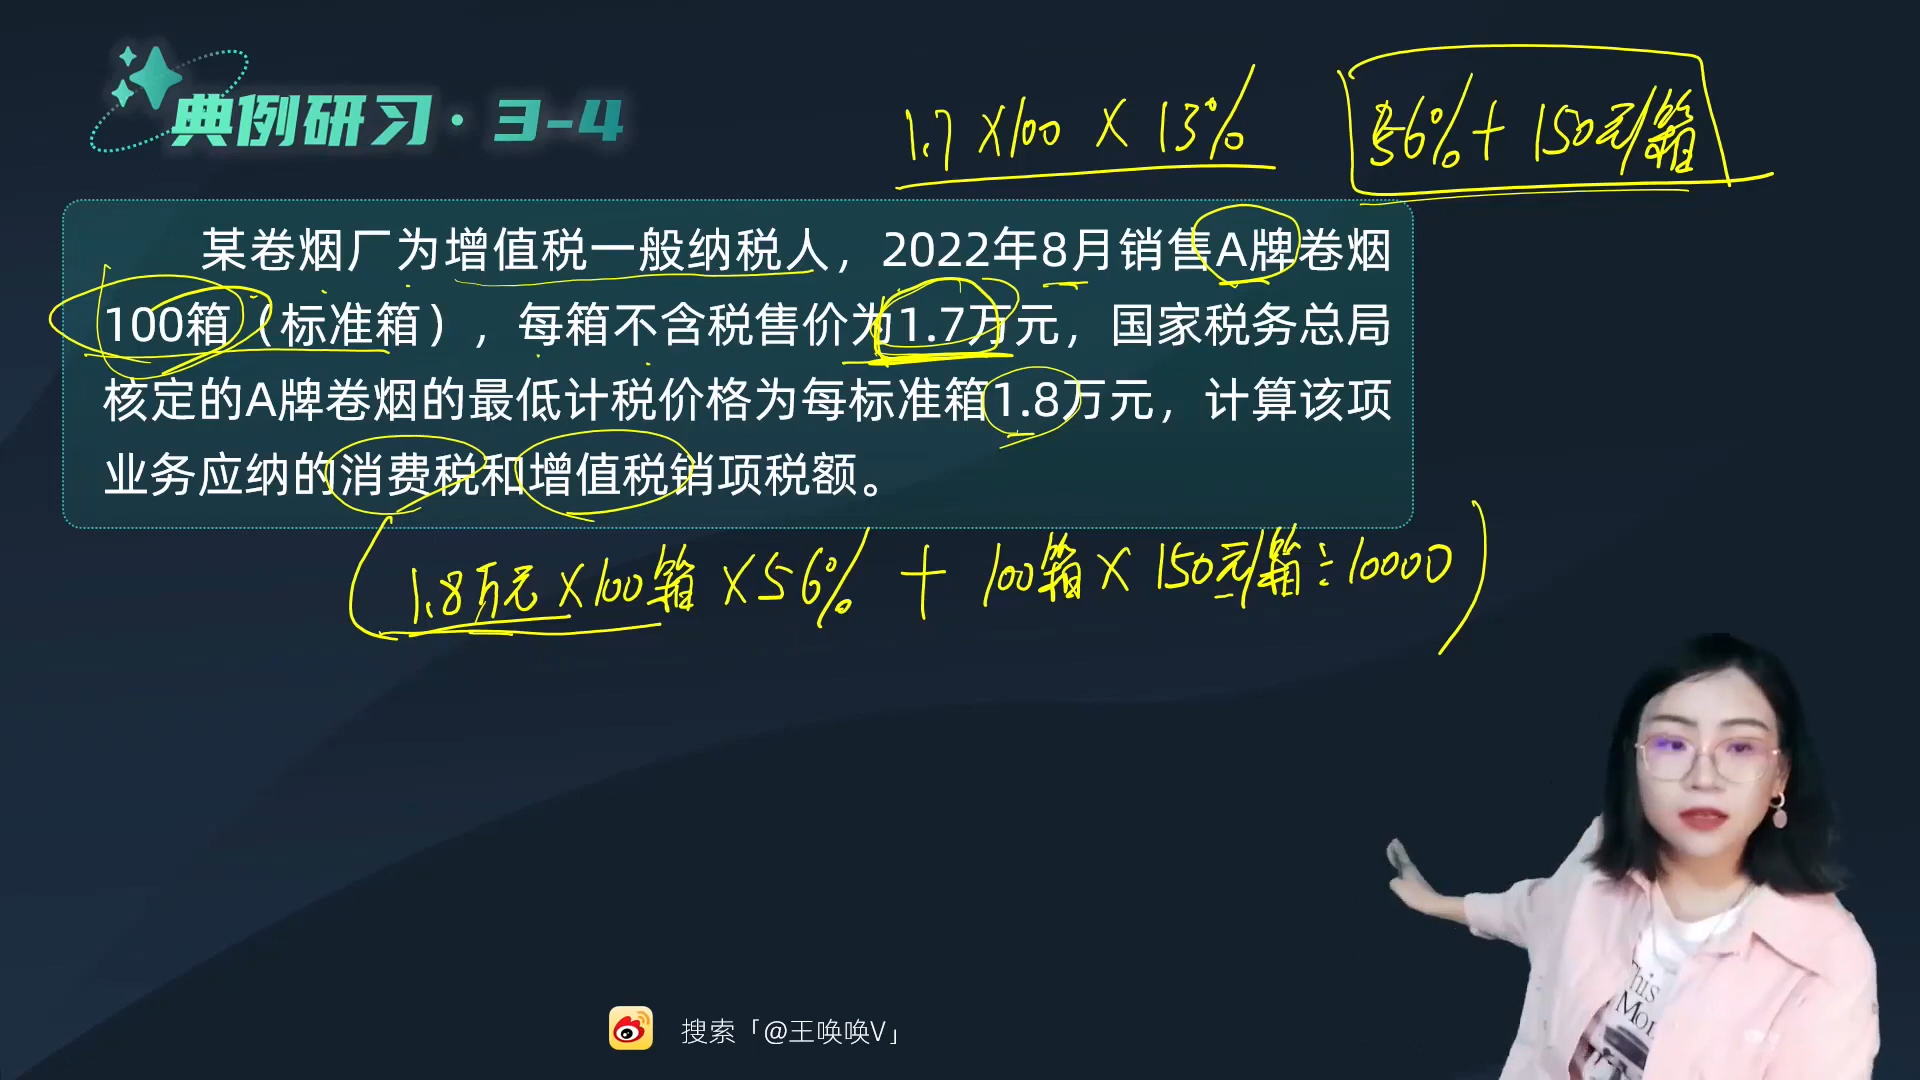 典例研习·3-4
1.7×100×13%
56%+150元/箱
某卷烟厂为增值税一般纳税人，2022年8月销售A牌卷烟
100箱（标准箱），每箱不含税售价为1.7万元，国家税务总局
核定的A牌卷烟的最低计税价格为每标准箱1.8万元，计算该项
业务应纳的消费税和增值税销项税额。
(1.8万元×100箱×56%+100箱×150元/箱÷10000)
This
Mor
搜索「@王唤唤V」